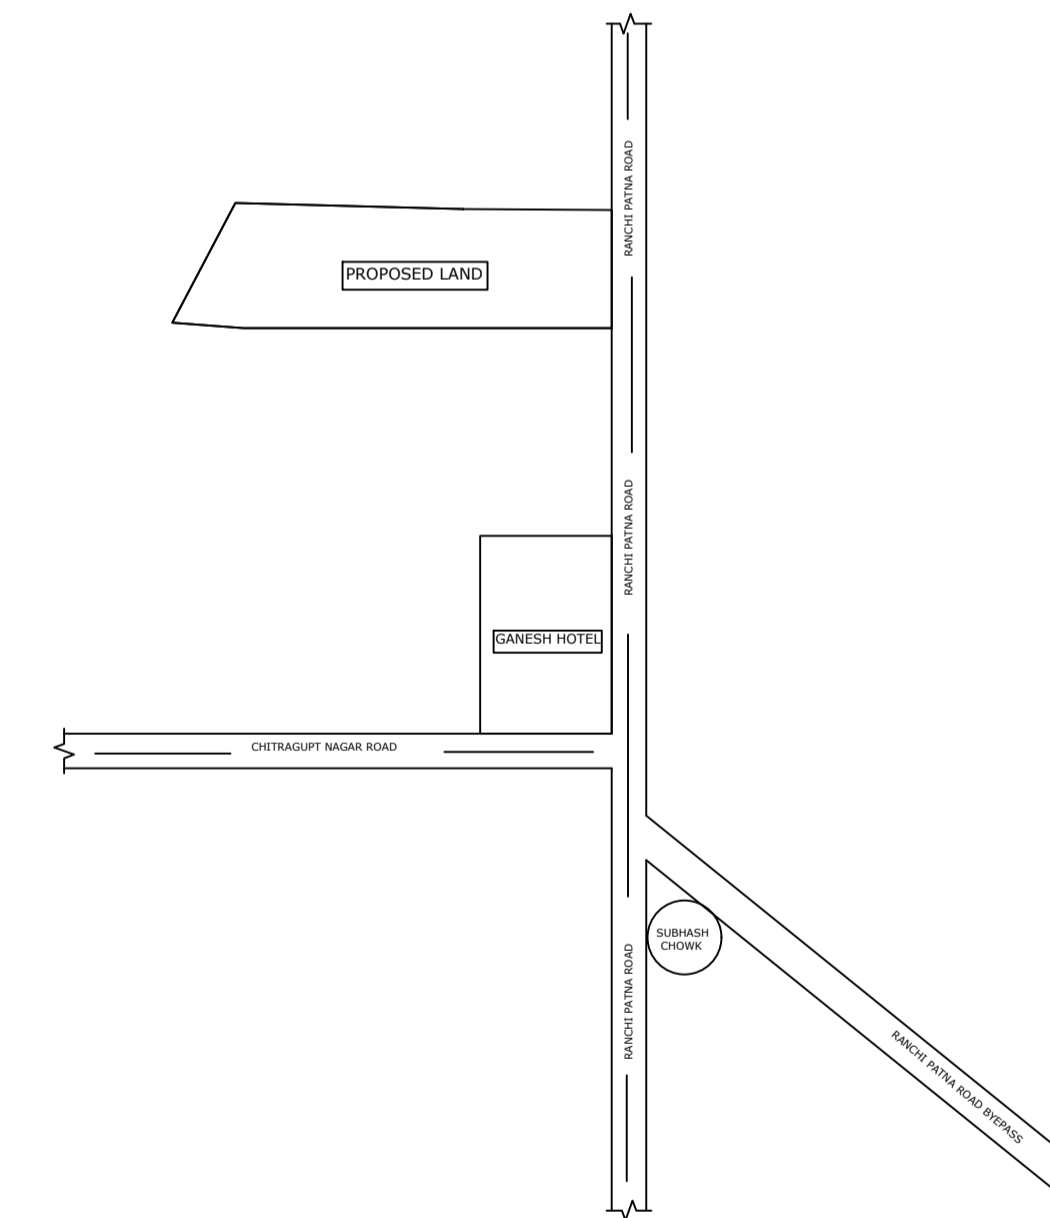 RANCHI PATNA ROAD
PROPOSED LAND
RANCHI PATNA ROAD
GANESH HOTEL
CHITRAGUPT NAGAR ROAD
SUBHASH
CHOWK
RANCHI PATNA ROAD
RANCHI PATNA ROAD BYEPASS